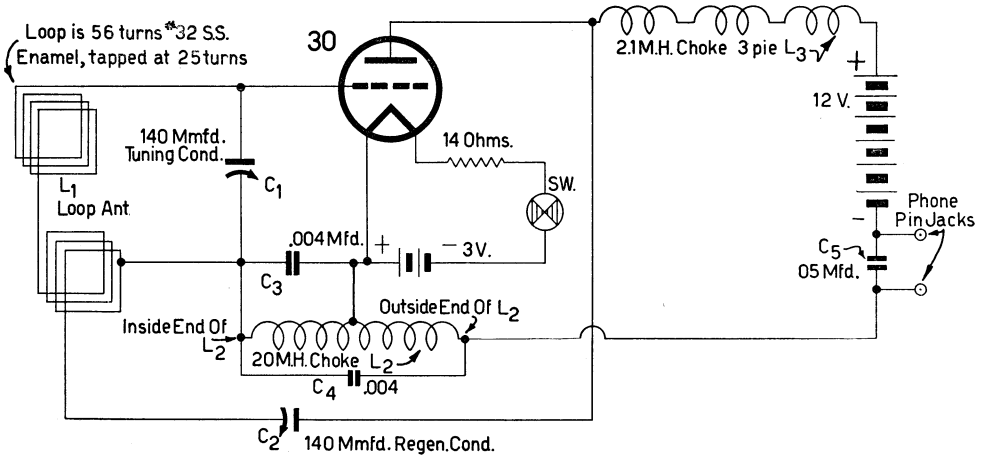 Loop is 56 turns #32 S.S.
Enamel, tapped at 25 turns
30
2.1 M.H. Choke 3 pie L3
+
12 V.
140 Mmfd.
Tuning Cond.
C1
14 Ohms.
SW.
L1
Loop Ant.
.004 Mfd.
C3
+
- 3 V.
-
Phone
Pin Jacks
C5
05 Mfd.
Inside End Of
L2
Outside End Of L2
20 M.H. Choke L2
C4 .004
C2 140 Mmfd. Regen. Cond.